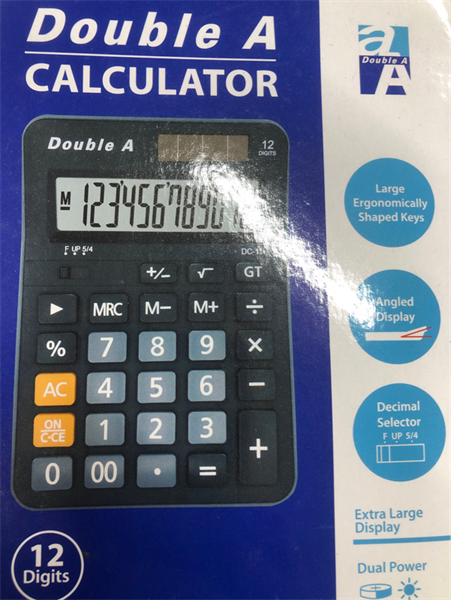 Double A
CALCULATOR
a
Double A
A
Double A
12
DIGITS
M
1234567890
F UP 5/4
+/−
√
GT
▶
MRC
M−
M+
÷
%
7
8
9
×
AC
4
5
6
−
ON
C·CE
1
2
3
+
0
00
.
=
Large
Ergonomically
Shaped Keys
Angled
Display
Decimal
Selector
F UP 5/4
Extra Large
Display
Dual Power
12
Digits